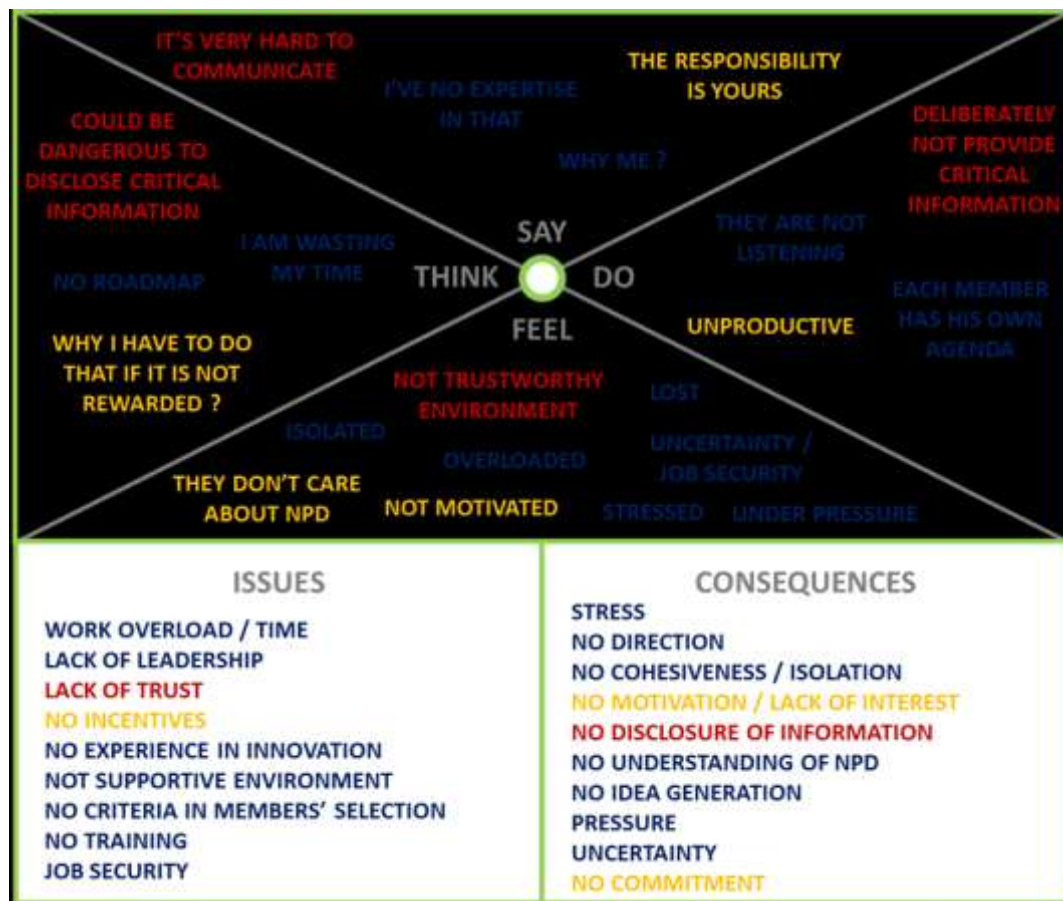 IT'S VERY HARD TO
COMMUNICATE
I'VE NO EXPERTISE
IN THAT
THE RESPONSIBILITY
IS YOURS
WHY ME ?
COULD BE
DANGEROUS TO
DISCLOSE CRITICAL
INFORMATION
DELIBERATELY
NOT PROVIDE
CRITICAL
INFORMATION
I AM WASTING
MY TIME
NO ROADMAP
SAY
THINK
DO
FEEL
THEY ARE NOT
LISTENING
EACH MEMBER
HAS HIS OWN
AGENDA
UNPRODUCTIVE
WHY I HAVE TO DO
THAT IF IT IS NOT
REWARDED ?
NOT TRUSTWORTHY
ENVIRONMENT
LOST
ISOLATED
OVERLOADED
UNCERTAINTY /
JOB SECURITY
THEY DON'T CARE
ABOUT NPD
NOT MOTIVATED
STRESSED
UNDER PRESSURE
ISSUES
WORK OVERLOAD / TIME
LACK OF LEADERSHIP
LACK OF TRUST
NO INCENTIVES
NO EXPERIENCE IN INNOVATION
NOT SUPPORTIVE ENVIRONMENT
NO CRITERIA IN MEMBERS' SELECTION
NO TRAINING
JOB SECURITY
CONSEQUENCES
STRESS
NO DIRECTION
NO COHESIVENESS / ISOLATION
NO MOTIVATION / LACK OF INTEREST
NO DISCLOSURE OF INFORMATION
NO UNDERSTANDING OF NPD
NO IDEA GENERATION
PRESSURE
UNCERTAINTY
NO COMMITMENT